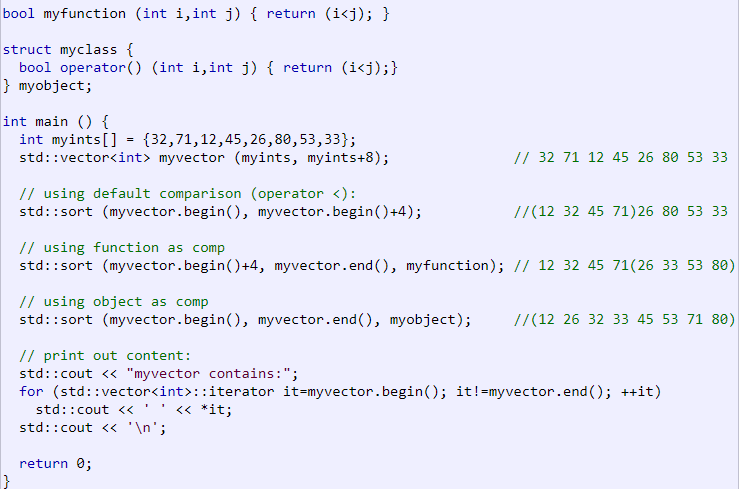 bool myfunction (int i,int j) { return (i<j); }
struct myclass {
  bool operator() (int i,int j) { return (i<j);}
} myobject;
int main () {
  int myints[] = {32,71,12,45,26,80,53,33};
  std::vector<int> myvector (myints, myints+8);               // 32 71 12 45 26 80 53 33
  // using default comparison (operator <):
  std::sort (myvector.begin(), myvector.begin()+4);           //(12 32 45 71)26 80 53 33
  // using function as comp
  std::sort (myvector.begin()+4, myvector.end(), myfunction); // 12 32 45 71(26 33 53 80)
  // using object as comp
  std::sort (myvector.begin(), myvector.end(), myobject);     //(12 26 32 33 45 53 71 80)
  // print out content:
  std::cout << "myvector contains:";
  for (std::vector<int>::iterator it=myvector.begin(); it!=myvector.end(); ++it)
    std::cout << ' ' << *it;
  std::cout << '\n';
  return 0;
}